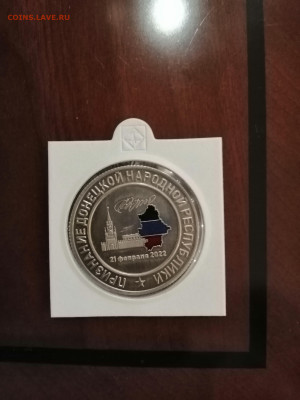 COINS.LAVE.RU
ПРИЗНАНИЕ ДОНЕЦКОЙ НАРОДНОЙ РЕСПУБЛИКИ
21 февраля 2022